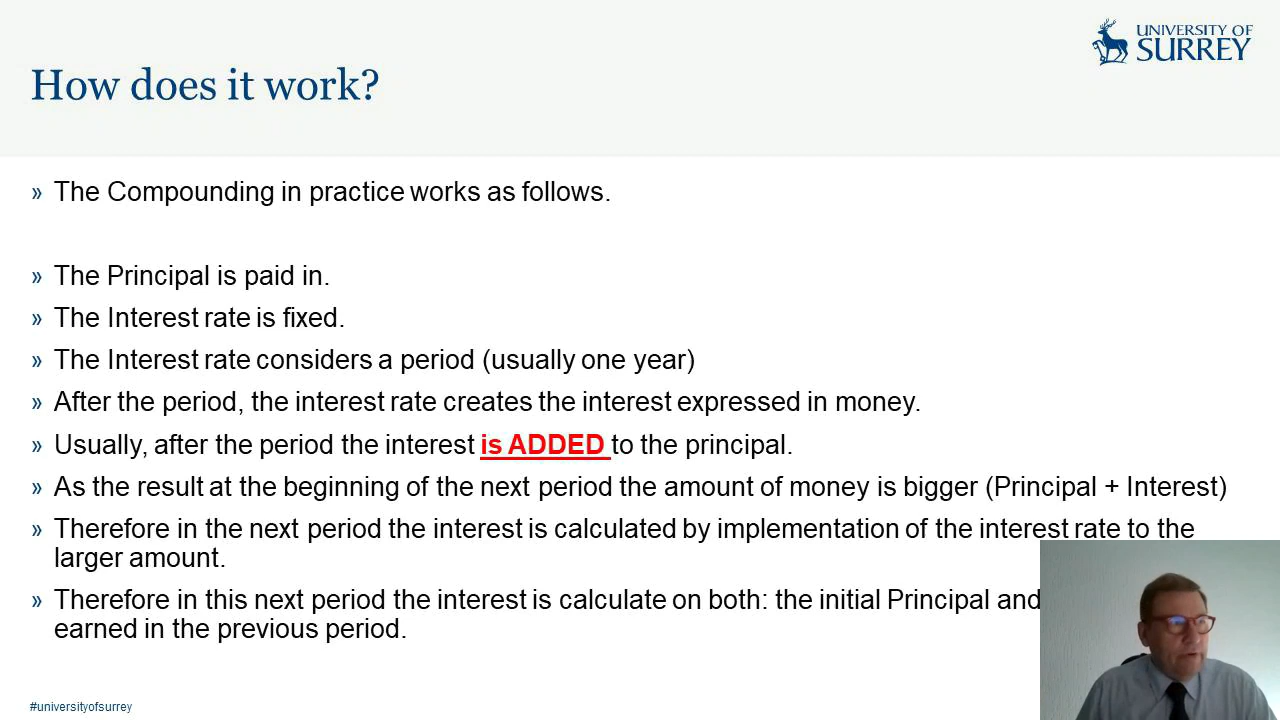 UNIVERSITY OF
SURREY
How does it work?
» The Compounding in practice works as follows.
» The Principal is paid in.
» The Interest rate is fixed.
» The Interest rate considers a period (usually one year)
» After the period, the interest rate creates the interest expressed in money.
» Usually, after the period the interest is ADDED to the principal.
» As the result at the beginning of the next period the amount of money is bigger (Principal + Interest)
» Therefore in the next period the interest is calculated by implementation of the interest rate to the
larger amount.
» Therefore in this next period the interest is calculate on both: the initial Principal and
earned in the previous period.
#universityofsurrey